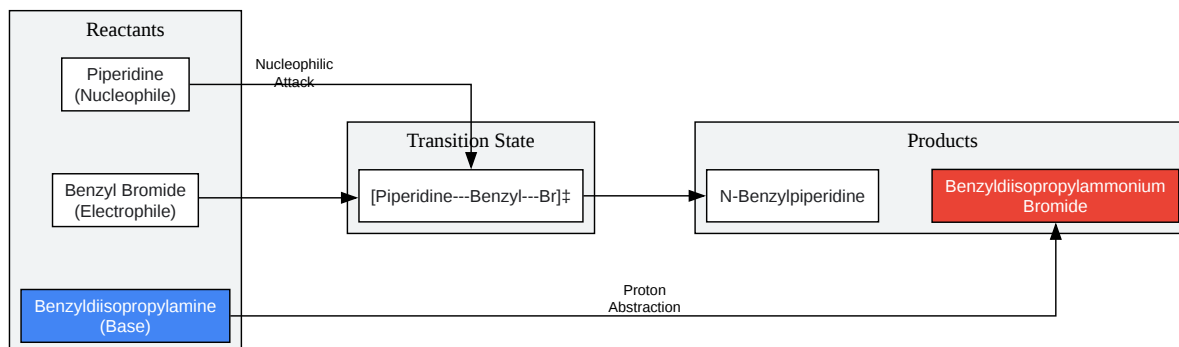 Reactants
Piperidine
(Nucleophile)
Nucleophilic
Attack
Benzyl Bromide
(Electrophile)
Benzyldiisopropylamine
(Base)
Transition State
[Piperidine---Benzyl---Br]‡
Products
N-Benzylpiperidine
Benzyldiisopropylammonium
Bromide
Proton
Abstraction